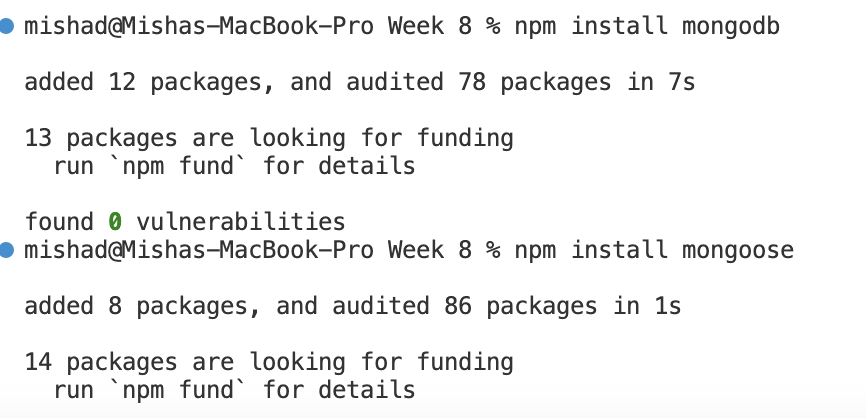 mishad@Mishas-MacBook-Pro Week 8 % npm install mongodb
added 12 packages, and audited 78 packages in 7s
13 packages are looking for funding
  run `npm fund` for details
found 0 vulnerabilities
mishad@Mishas-MacBook-Pro Week 8 % npm install mongoose
added 8 packages, and audited 86 packages in 1s
14 packages are looking for funding
  run `npm fund` for details